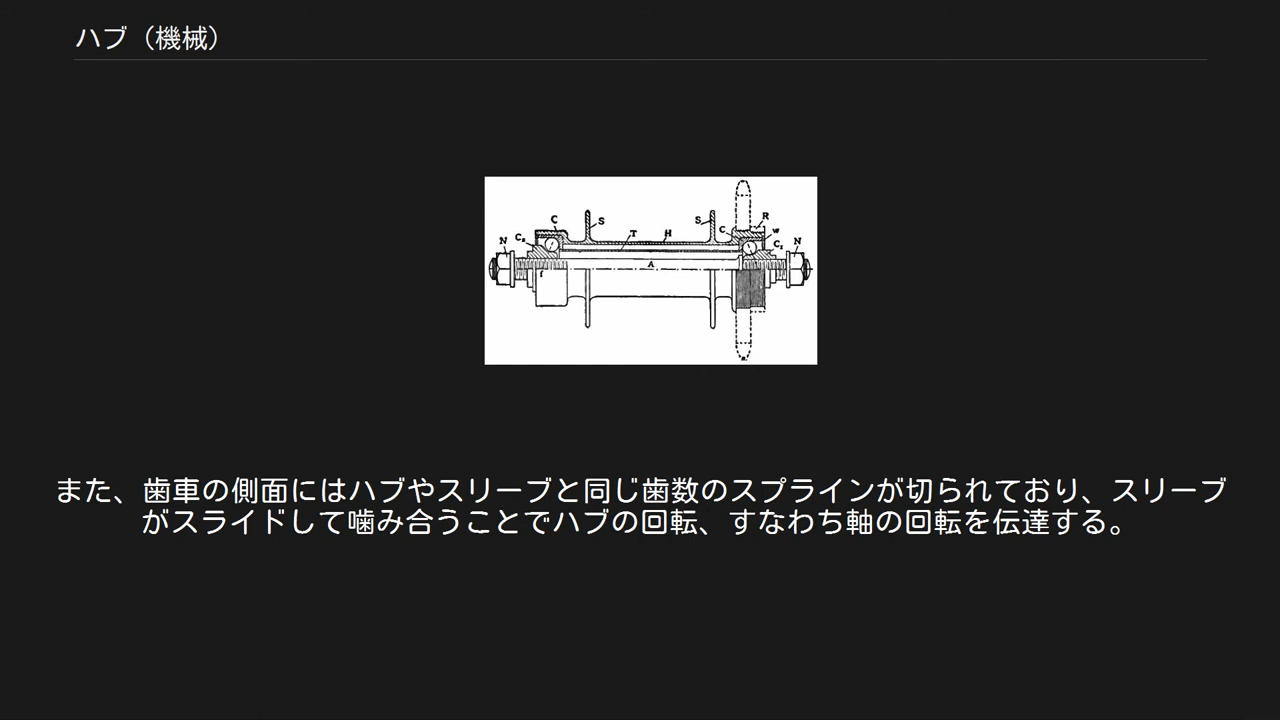 ハブ（機械）
C S S R
N C₂ T H C w C₂ N
f A
また、歯車の側面にはハブやスリーブと同じ歯数のスプラインが切られており、スリーブ
がスライドして噛み合うことでハブの回転、すなわち軸の回転を伝達する。